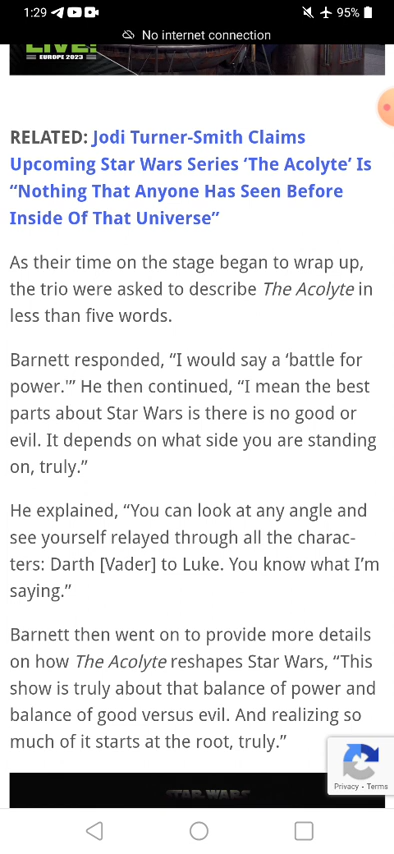 1:29 95%
No internet connection
LIVE!
EUROPE 2023
RELATED: Jodi Turner-Smith Claims
Upcoming Star Wars Series ‘The Acolyte’ Is
“Nothing That Anyone Has Seen Before
Inside Of That Universe”
As their time on the stage began to wrap up,
the trio were asked to describe The Acolyte in
less than five words.
Barnett responded, “I would say a ‘battle for
power.'” He then continued, “I mean the best
parts about Star Wars is there is no good or
evil. It depends on what side you are standing
on, truly.”
He explained, “You can look at any angle and
see yourself relayed through all the charac-
ters: Darth [Vader] to Luke. You know what I’m
saying.”
Barnett then went on to provide more details
on how The Acolyte reshapes Star Wars, “This
show is truly about that balance of power and
balance of good versus evil. And realizing so
much of it starts at the root, truly.”
Privacy - Terms
STAR WARS